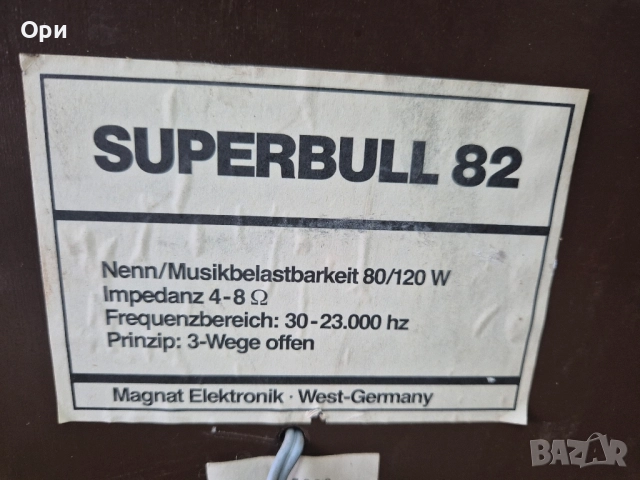 Ори
SUPERBULL 82
Nenn/Musikbelastbarkeit 80/120 W
Impedanz 4-8 Ω
Frequenzbereich: 30-23.000 hz
Prinzip: 3-Wege offen
Magnat Elektronik · West-Germany
BAZAR